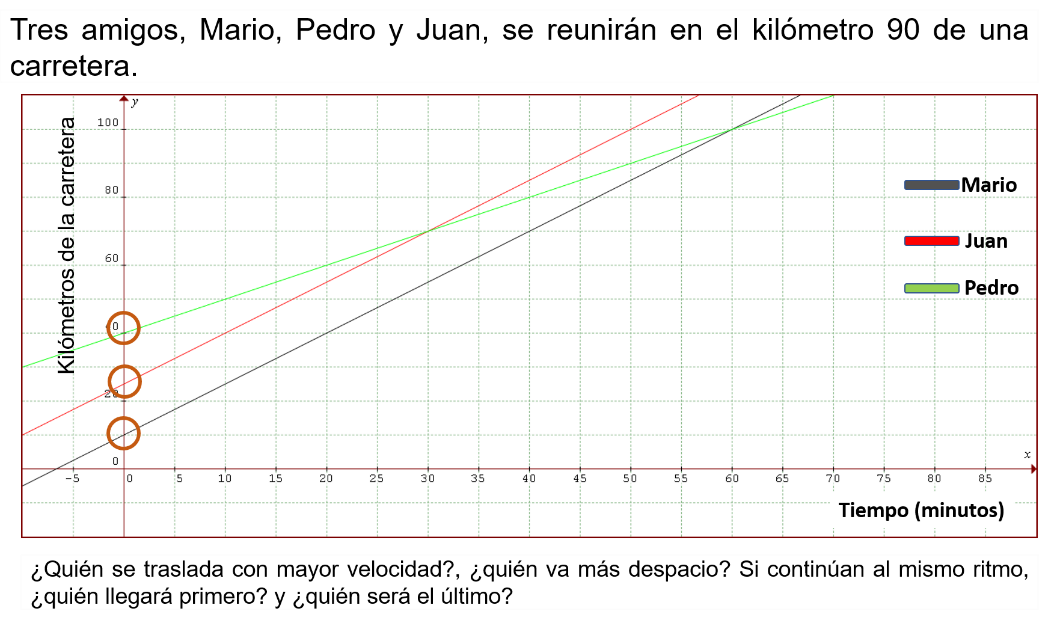 Tres amigos, Mario, Pedro y Juan, se reunirán en el kilómetro 90 de una
carretera.
Kilómetros de la carretera
y
100
80
60
0
20
0
-5 0 5 10 15 20 25 30 35 40 45 50 55 60 65 70 75 80 85
x
Mario
Juan
Pedro
Tiempo (minutos)
¿Quién se traslada con mayor velocidad?, ¿quién va más despacio? Si continúan al mismo ritmo,
¿quién llegará primero? y ¿quién será el último?